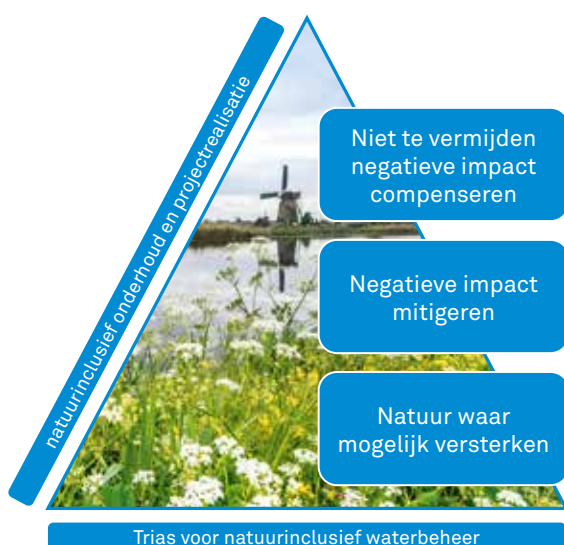 natuurinclusief onderhoud en projectrealisatie
Niet te vermijden
negatieve impact
compenseren
Negatieve impact
mitigeren
Natuur waar
mogelijk versterken
Trias voor natuurinclusief waterbeheer